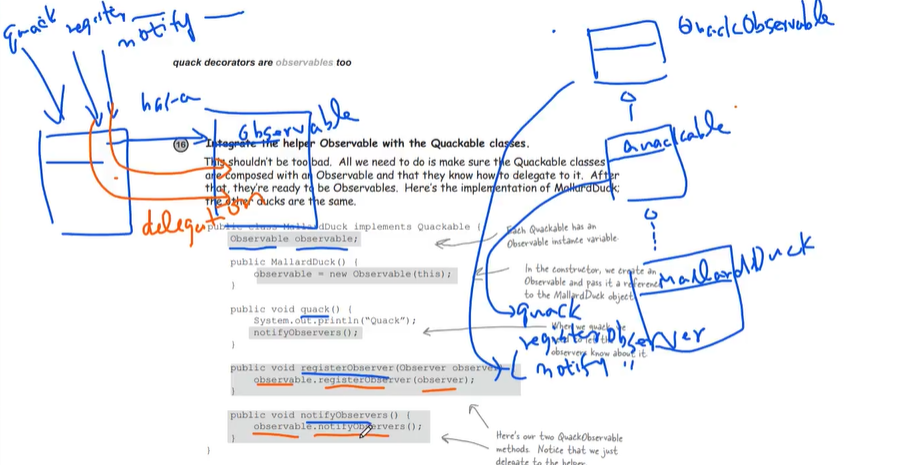 quack
register
notify
quack decorators are observables too
QuackObservable
has-a
Observable
16
Integrate the helper Observable with the Quackable classes.
This shouldn't be too bad. All we need to do is make sure the Quackable classes
are composed with an Observable and that they know how to delegate to it. After
that, they're ready to be Observables. Here's the implementation of MallardDuck;
the other ducks are the same.
Quackable
delegation
public class MallardDuck implements Quackable {
Observable observable;
Each Quackable has an
Observable instance variable.
public MallardDuck() {
observable = new Observable(this);
}
In the constructor, we create an
Observable and pass it a reference
to the MallardDuck object.
MallardDuck
public void quack() {
System.out.println("Quack");
notifyObservers();
}
When we quack, we
observers know about it.
quack
registerObserver
notify "
public void registerObserver(Observer observer) {
observable.registerObserver(observer);
}
public void notifyObservers() {
observable.notifyObservers();
}
}
Here's our two QuackObservable
methods. Notice that we just
delegate to the helper.